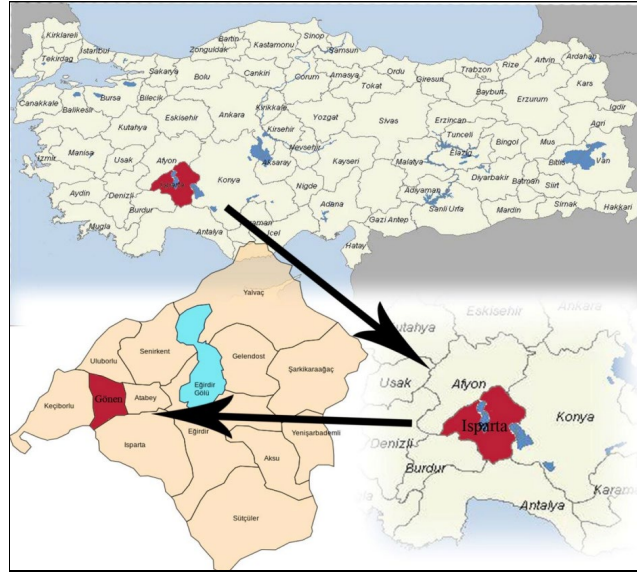 Kirklareli
Tekirdag
Istanbul
Bartin
Zonguldak
Kastamonu
Sinop
Samsun
Sakarya
Bolu
Cankiri
Corum
Amasya
Ordu
Giresun
Trabzon
Rize
Artvin
Ardahan
Kars
Igdir
Canakkale
Balikesir
Bursa
Bilecik
Eskisehir
Ankara
Kirikkale
Yozgat
Tokat
Sivas
Bayburt
Erzincan
Erzurum
Agri
Kutahya
Kirsehir
Tunceli
Bingol
Mus
Izmir
Manisa
Usak
Afyon
Aksaray
Nevsehir
Kayseri
Malatya
Elazig
Bitlis
Van
Aydin
Denizli
Burdur
Konya
Nigde
Adana
Adiyaman
Diyarbakir
Batman
Siirt
Mugla
Antalya
Icel
Gazi Antep
Sanli Urfa
Mardin
Sirnak
Hakkari
Hatay
Yalvaç
Uluborlu
Senirkent
Gelendost
Şarkikaraağaç
Keçiborlu
Gönen
Atabey
Eğirdir
Gölü
Isparta
Eğirdir
Aksu
Yenişarbademli
Sütçüler
Eskisehir
Ankara
utahya
Usak
Afyon
Isparta
Konya
Denizli
Burdur
Antalya
Karam